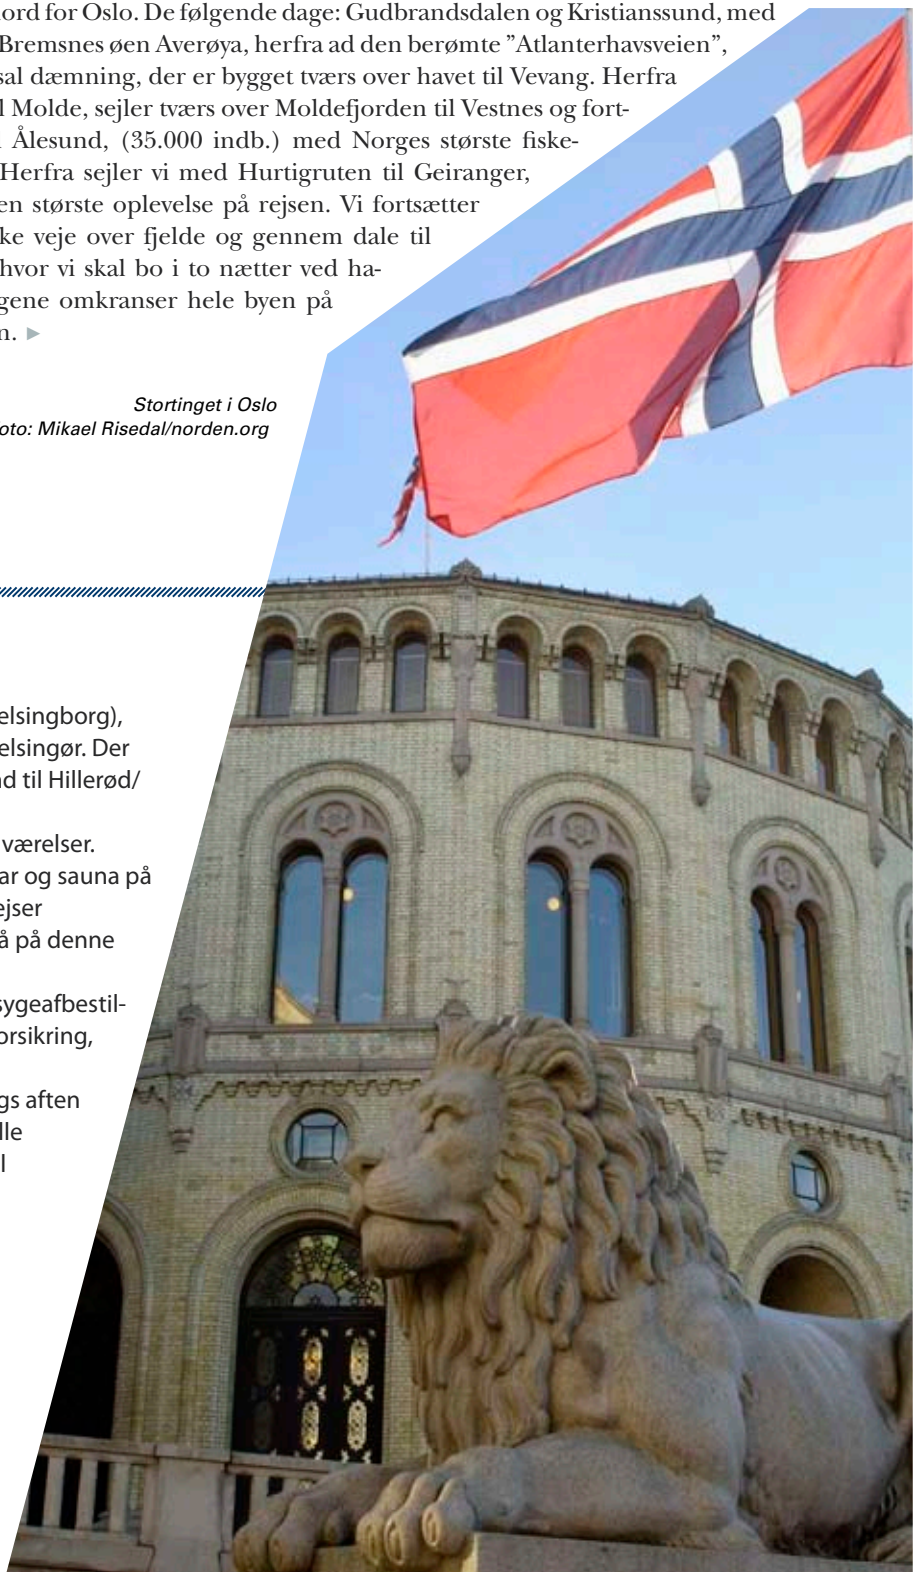 ord for Oslo. De følgende dage: Gudbrandsdalen og Kristianssund, med
Bremsnes øen Averøya, herfra ad den berømte ”Atlanterhavsveien”,
sal dæmning, der er bygget tværs over havet til Vevang. Herfra
l Molde, sejler tværs over Moldefjorden til Vestnes og fort-
Ålesund, (35.000 indb.) med Norges største fiske-
Herfra sejler vi med Hurtigruten til Geiranger,
en største oplevelse på rejsen. Vi fortsætter
ke veje over fjelde og gennem dale til
hvor vi skal bo i to nætter ved ha-
gene omkranser hele byen på
n. ►
Stortinget i Oslo
oto: Mikael Risedal/norden.org
elsingborg),
elsingør. Der
d til Hillerød/
værelser.
ar og sauna på
ejser
å på denne
sygeafbestil-
orsikring,
gs aften
lle
l